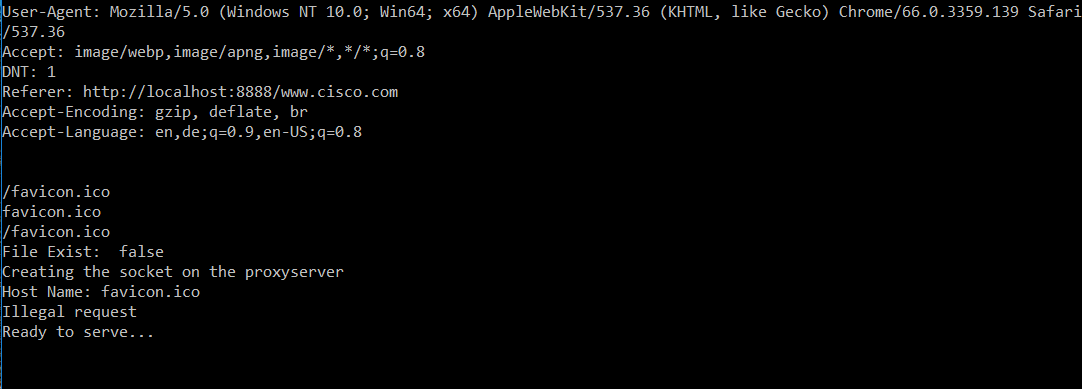 User-Agent: Mozilla/5.0 (Windows NT 10.0; Win64; x64) AppleWebKit/537.36 (KHTML, like Gecko) Chrome/66.0.3359.139 Safari
/537.36
Accept: image/webp,image/apng,image/*,*/*;q=0.8
DNT: 1
Referer: http://localhost:8888/www.cisco.com
Accept-Encoding: gzip, deflate, br
Accept-Language: en,de;q=0.9,en-US;q=0.8
/favicon.ico
favicon.ico
/favicon.ico
File Exist:  false
Creating the socket on the proxyserver
Host Name: favicon.ico
Illegal request
Ready to serve...